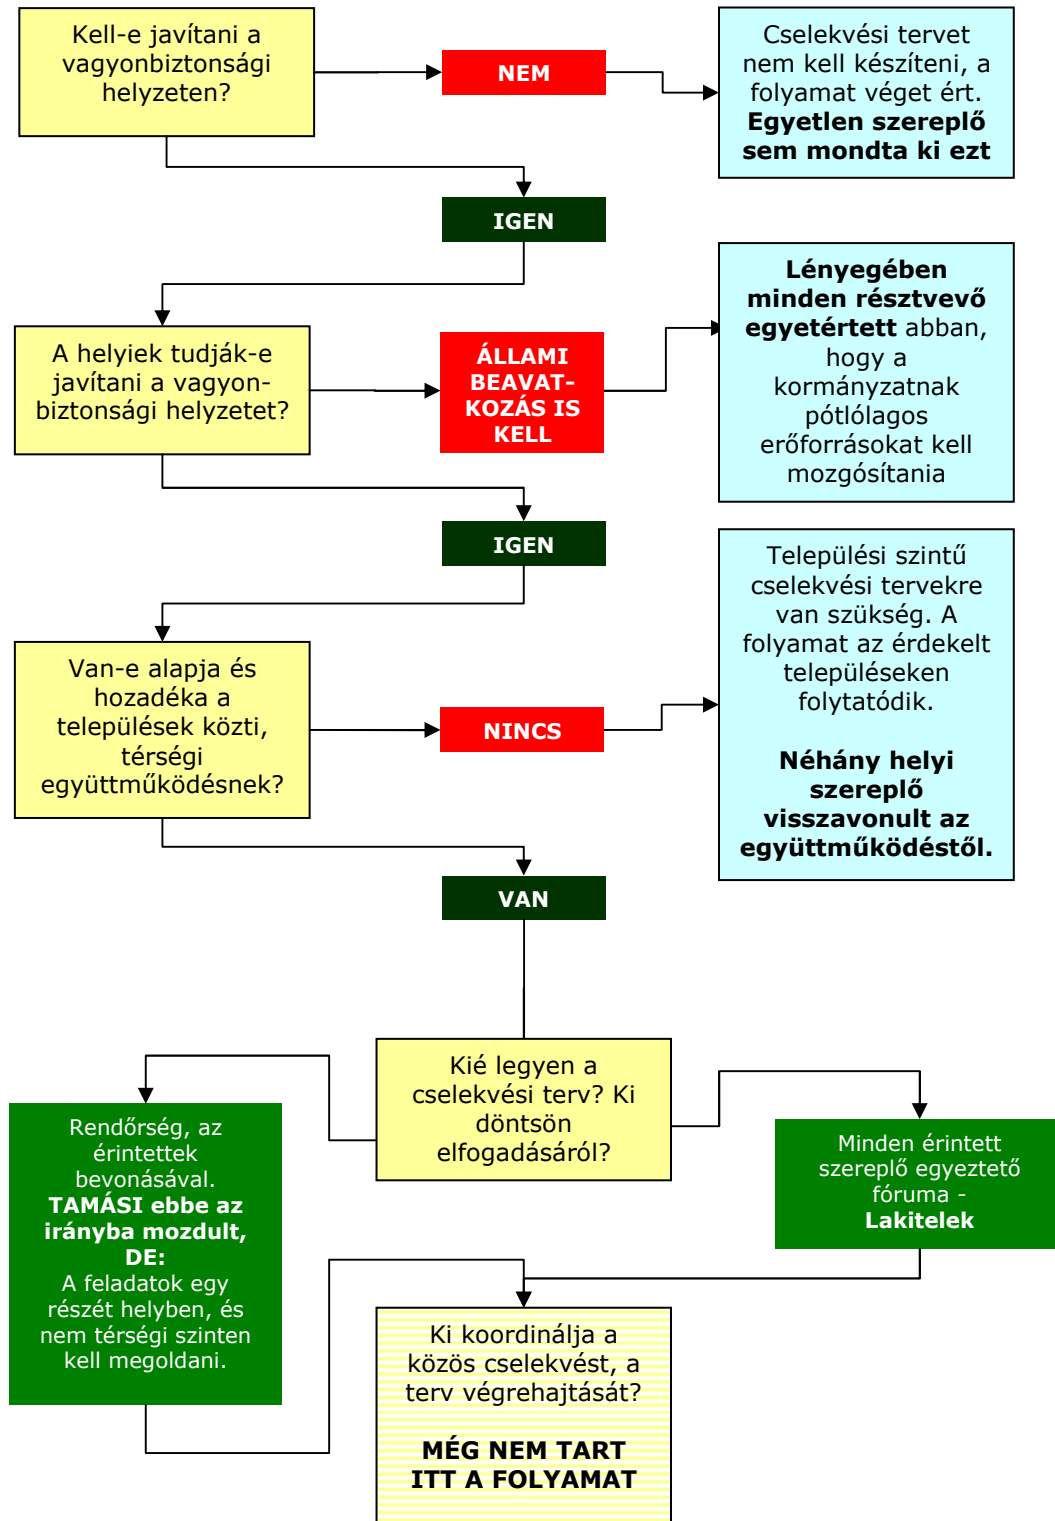 Kell-e javítani a
vagyonbiztonsági
helyzeten?
NEM
Cselekvési tervet
nem kell készíteni, a
folyamat véget ért.
Egyetlen szereplő
sem mondta ki ezt
IGEN
A helyiek tudják-e
javítani a vagyon-
biztonsági helyzetet?
ÁLLAMI
BEAVAT-
KOZÁS IS
KELL
Lényegében
minden résztvevő
egyetértett abban,
hogy a
kormányzatnak
pótlólagos
erőforrásokat kell
mozgósítania
IGEN
Van-e alapja és
hozadéka a
települések közti,
térségi
együttműködésnek?
NINCS
Települési szintű
cselekvési tervekre
van szükség. A
folyamat az érdekelt
településeken
folytatódik.
Néhány helyi
szereplő
visszavonult az
együttműködéstől.
VAN
Kié legyen a
cselekvési terv? Ki
döntsön
elfogadásáról?
Rendőrség, az
érintettek
bevonásával.
TAMÁSI ebbe az
irányba mozdult,
DE:
A feladatok egy
részét helyben, és
nem térségi szinten
kell megoldani.
Minden érintett
szereplő egyeztető
fóruma -
Lakitelek
Ki koordinálja a
közös cselekvést, a
terv végrehajtását?
MÉG NEM TART
ITT A FOLYAMAT